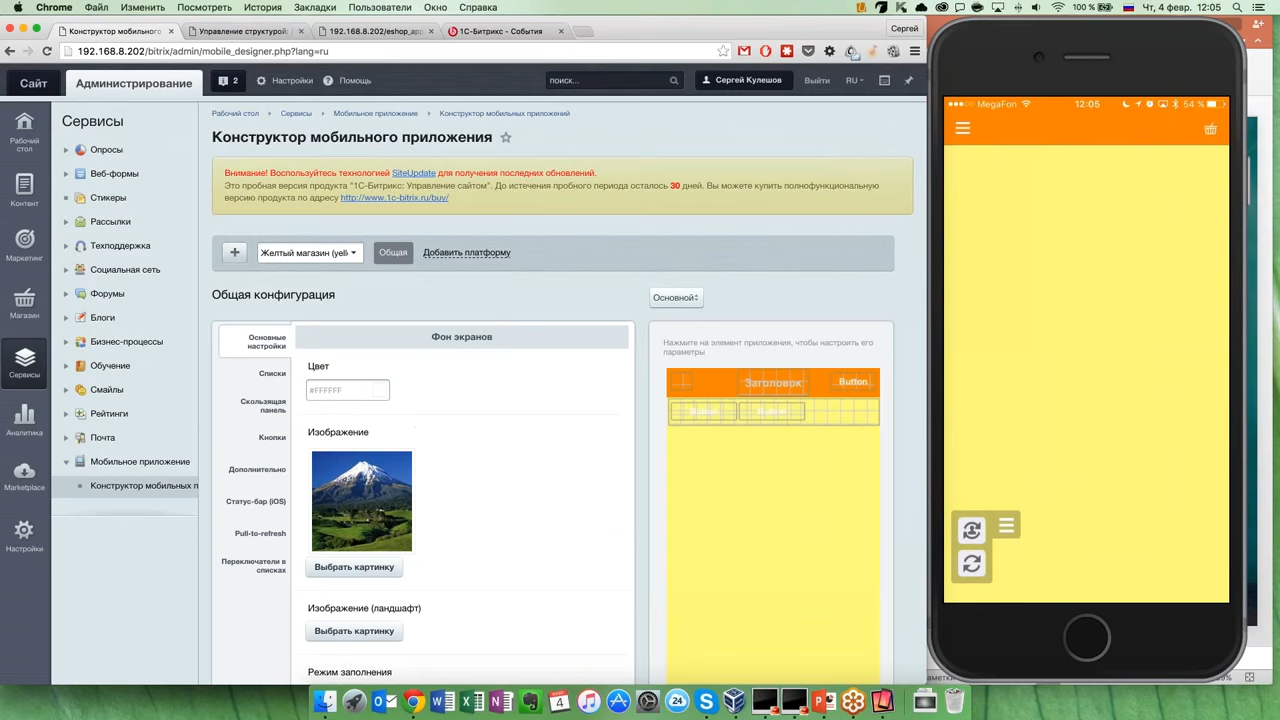 Chrome Файл Изменить Посмотреть История Закладки Пользователи Окно Справка 100 % Чт, 4 февр. 12:05
Конструктор мобильного × Управление структурой: × 192.168.8.202/eshop_app × 1С-Битрикс - События × Сергей
192.168.8.202/bitrix/admin/mobile_designer.php?lang=ru
Сайт Администрирование 2 Настройки Помощь поиск... Сергей Кулешов Выйти RU
Рабочий стол
Контент
Маркетинг
Магазин
Сервисы
Аналитика
Marketplace
Настройки
Сервисы
Опросы
Веб-формы
Стикеры
Рассылки
Техподдержка
Социальная сеть
Форумы
Блоги
Бизнес-процессы
Обучение
Смайлы
Рейтинги
Почта
Мобильное приложение
Конструктор мобильных п
Рабочий стол Сервисы Мобильное приложение Конструктор мобильных приложений
Конструктор мобильного приложения
Внимание! Воспользуйтесь технологией SiteUpdate для получения последних обновлений.
Это пробная версия продукта "1С-Битрикс: Управление сайтом". До истечения пробного периода осталось 30 дней. Вы можете купить полнофункциональную
версию продукта по адресу http://www.1c-bitrix.ru/buy/
+ Желтый магазин (yell Общая Добавить платформу
Общая конфигурация Основной
Основные
настройки
Списки
Скользящая
панель
Кнопки
Дополнительно
Статус-бар (iOS)
Pull-to-refresh
Переключатели в
списках
Фон экранов
Цвет
#FFFFFF
Изображение
Выбрать картинку
Изображение (ландшафт)
Выбрать картинку
Режим заполнения
Нажмите на элемент приложения, чтобы настроить его
параметры
Заголовок Button
MegaFon 12:05 54 %
4
24